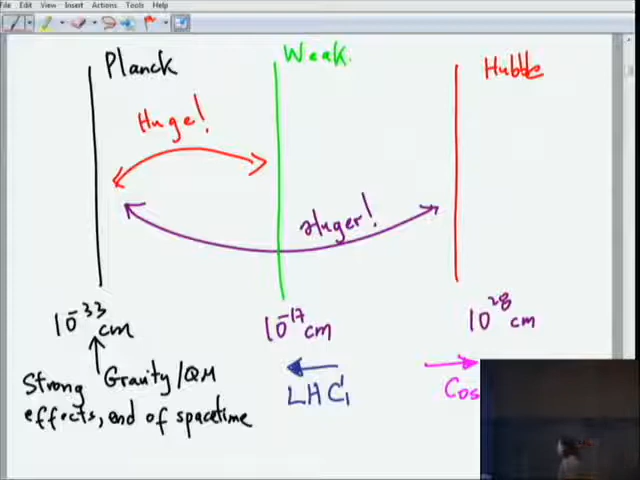 File Edit View Insert Actions Tools Help
Planck
Weak.
Hubble
Huge!
Huger!
10⁻³³ cm
10⁻¹⁷ cm
10²⁸ cm
Strong Gravity/QM
effects, end of spacetime
LHC